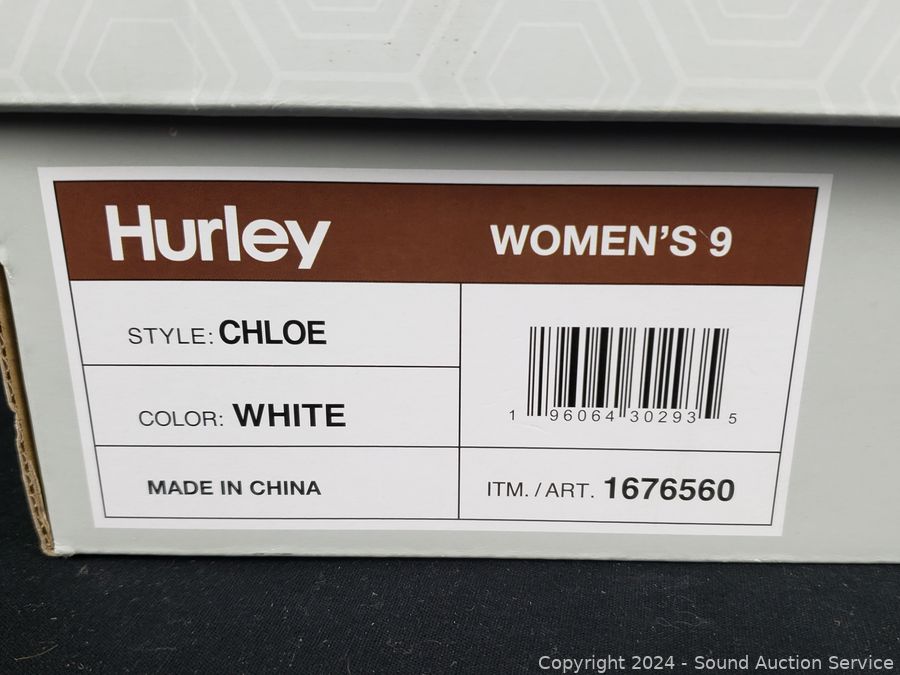 Hurley
WOMEN'S 9
STYLE: CHLOE
COLOR: WHITE
MADE IN CHINA
1 96064 30293 5
ITM. / ART. 1676560
Copyright 2024 - Sound Auction Service